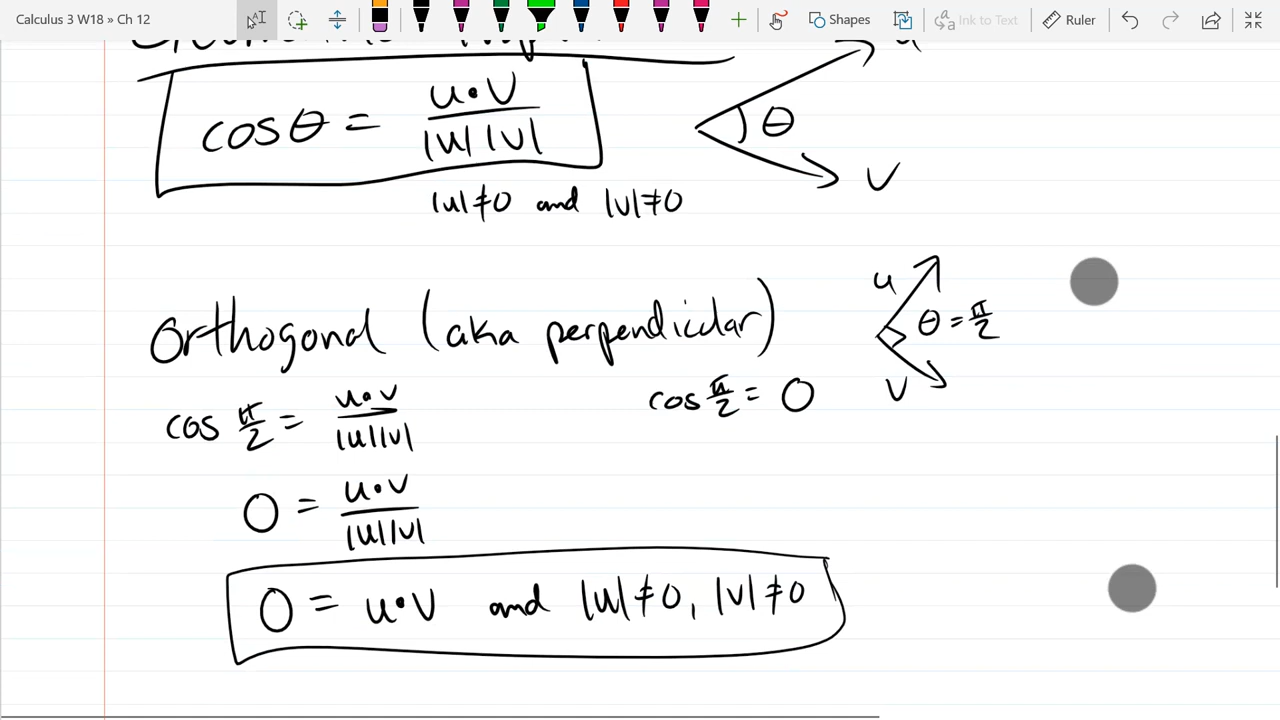 Calculus 3 W18 » Ch 12
Shapes
Ink to Text
Ruler
u
cosθ = u•v / |u||v|
θ
v
|u|≠0 and |v|≠0
Orthogonal (aka perpendicular)
u
θ = π/2
v
cos π/2 = u•v / |u||v|
cos π/2 = 0
0 = u•v / |u||v|
0 = u•v and |u|≠0, |v|≠0